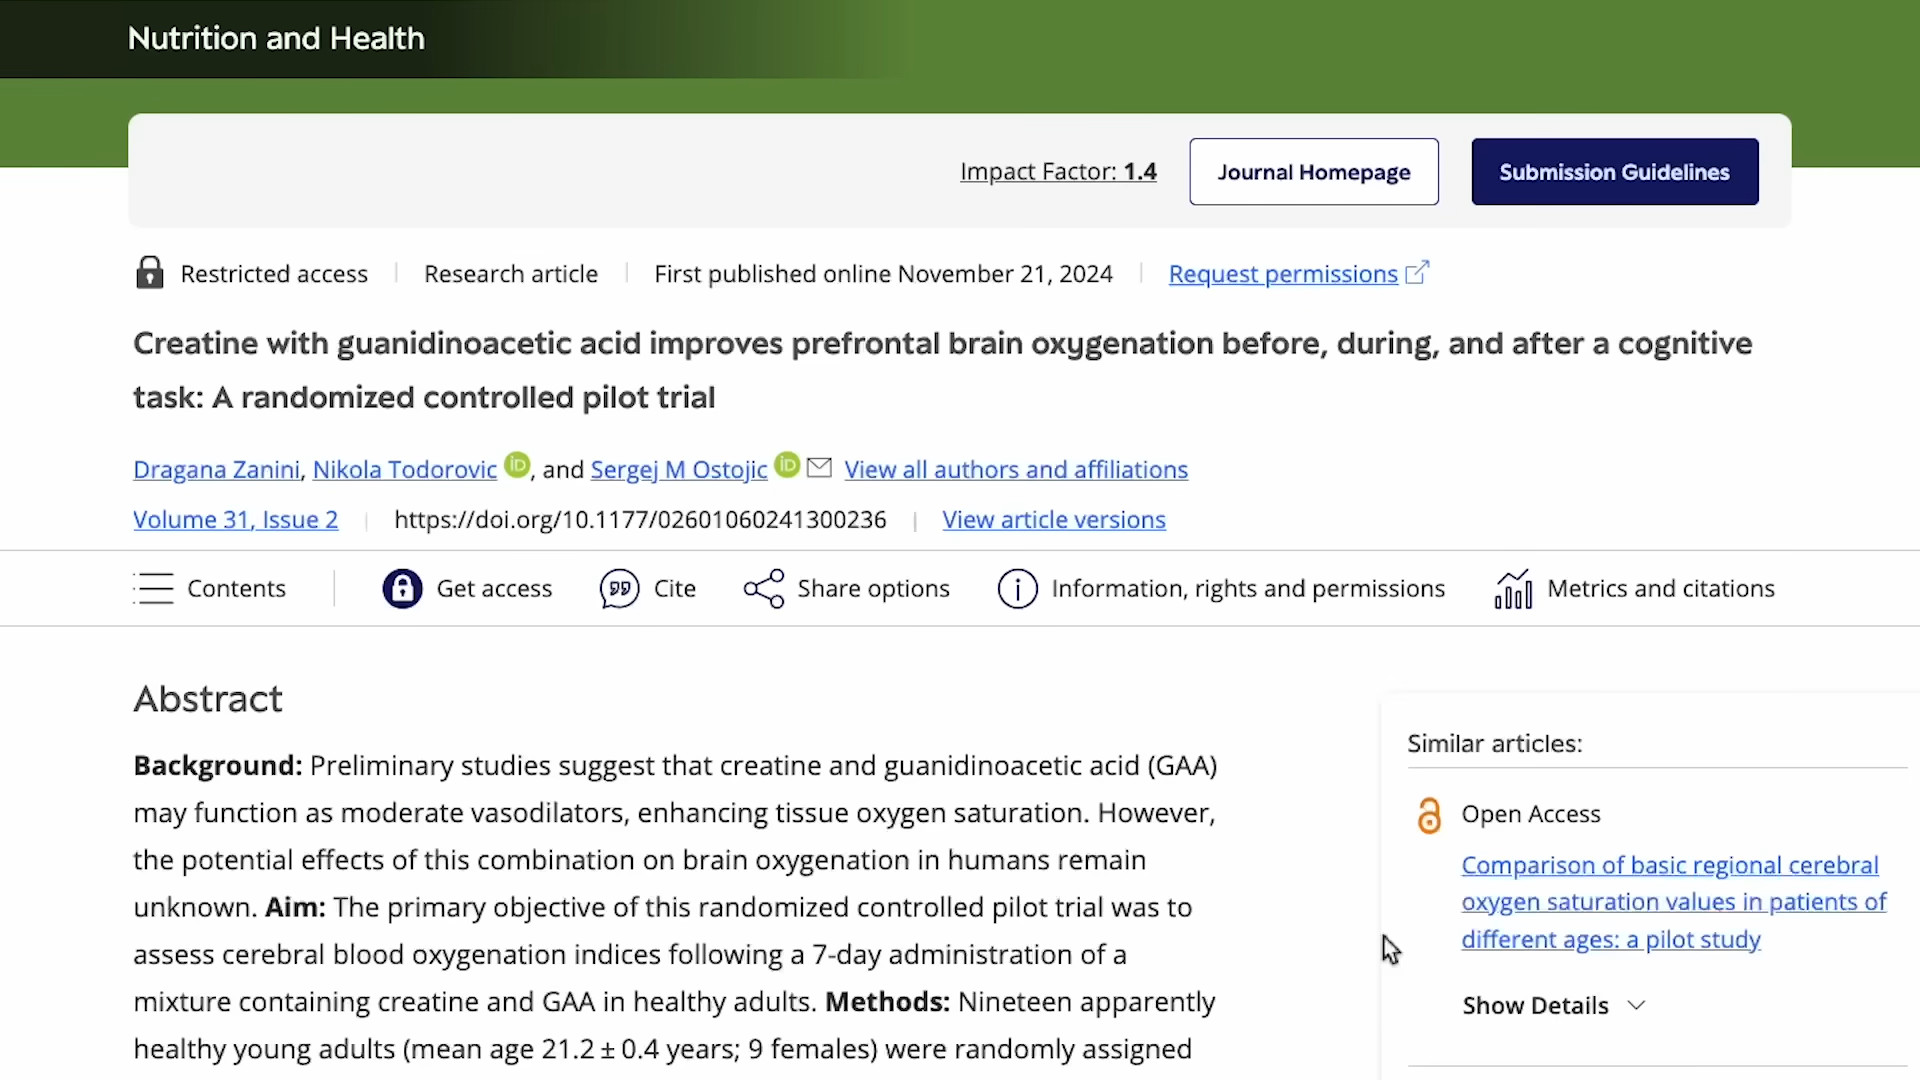 Nutrition and Health
Impact Factor: 1.4
Journal Homepage
Submission Guidelines
Restricted access
Research article
First published online November 21, 2024
Request permissions
Creatine with guanidinoacetic acid improves prefrontal brain oxygenation before, during, and after a cognitive
task: A randomized controlled pilot trial
Dragana Zanini, Nikola Todorovic iD, and Sergej M Ostojic iD View all authors and affiliations
Volume 31, Issue 2
https://doi.org/10.1177/02601060241300236
View article versions
Contents
Get access
Cite
Share options
Information, rights and permissions
Metrics and citations
Abstract
Background: Preliminary studies suggest that creatine and guanidinoacetic acid (GAA)
may function as moderate vasodilators, enhancing tissue oxygen saturation. However,
the potential effects of this combination on brain oxygenation in humans remain
unknown. Aim: The primary objective of this randomized controlled pilot trial was to
assess cerebral blood oxygenation indices following a 7-day administration of a
mixture containing creatine and GAA in healthy adults. Methods: Nineteen apparently
healthy young adults (mean age 21.2 ± 0.4 years; 9 females) were randomly assigned
Similar articles:
Open Access
Comparison of basic regional cerebral
oxygen saturation values in patients of
different ages: a pilot study
Show Details